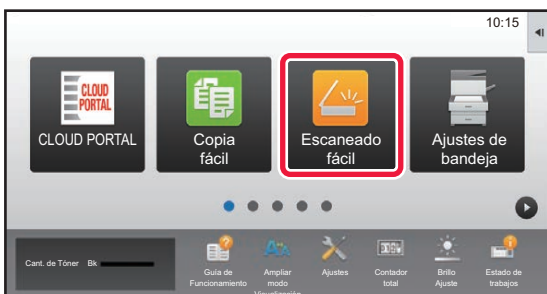 10:15
CLOUD
PORTAL
CLOUD PORTAL
Copia
fácil
Escaneado
fácil
Ajustes de
bandeja
Cant. de Tóner Bk
Guía de
Funcionamiento
Ampliar
modo
Visualización
Ajustes
Contador
total
Brillo
Ajuste
Estado de
trabajos